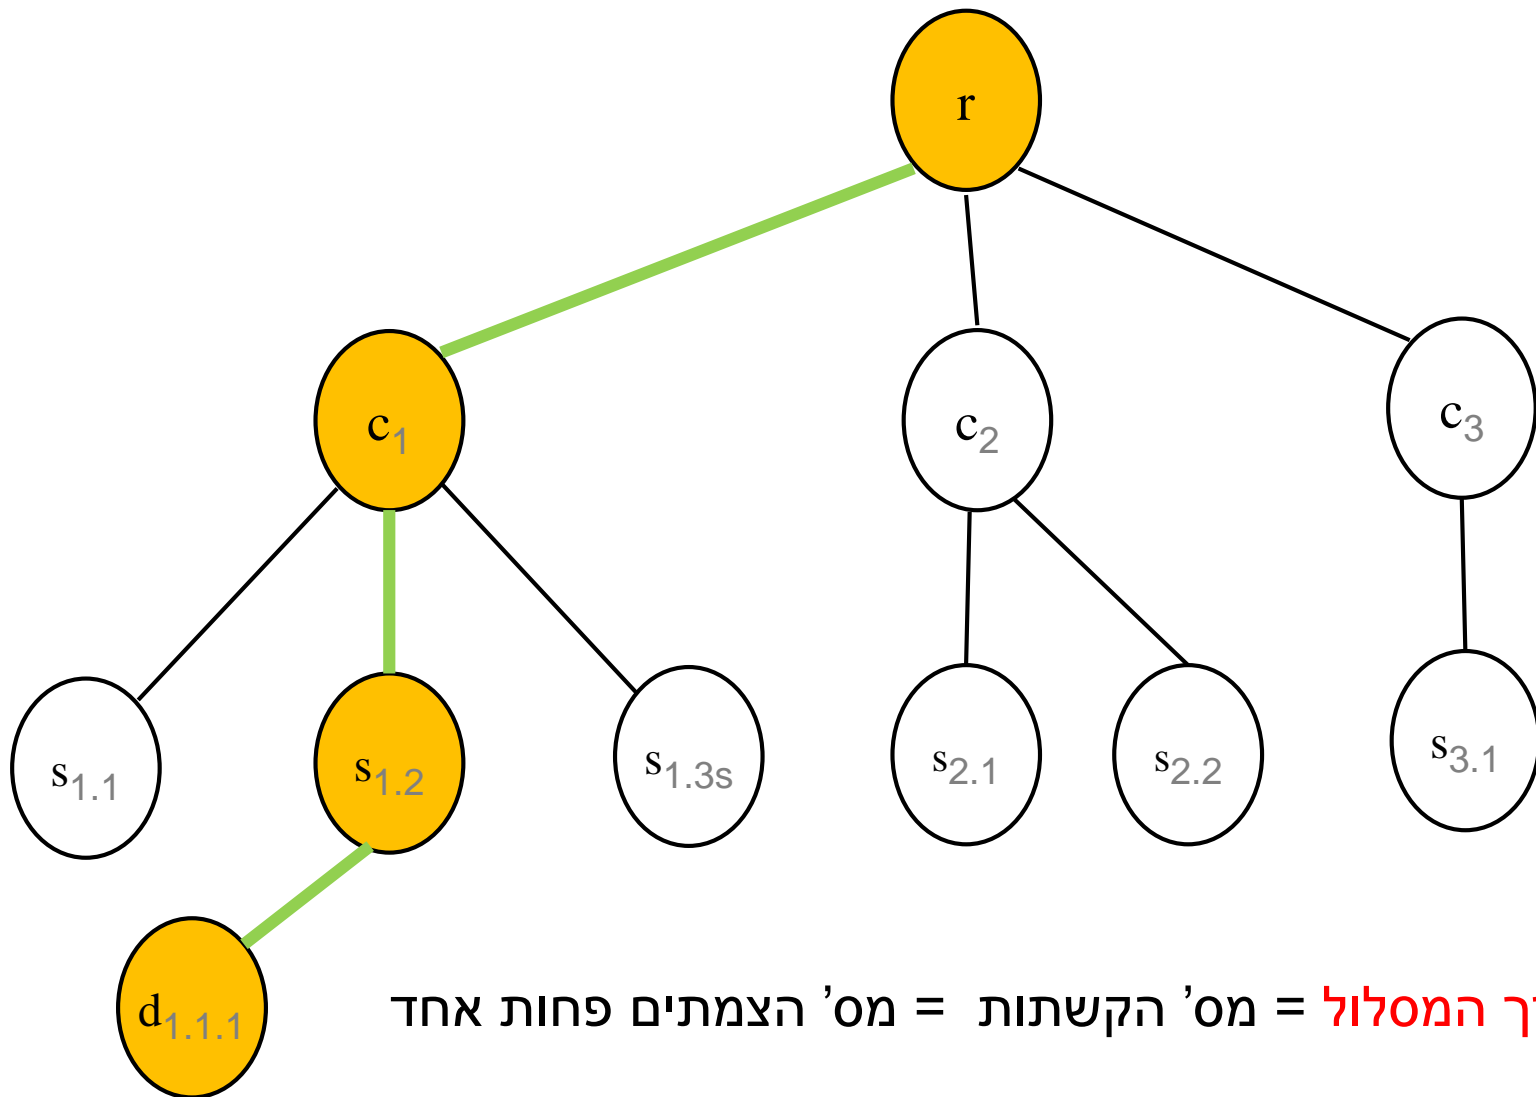 r
c1 c2 c3
s1.1 s1.2 s1.3s s2.1 s2.2 s3.1
d1.1.1
המסלול = מס' הקשתות = מס' הצמתים פחות אחד